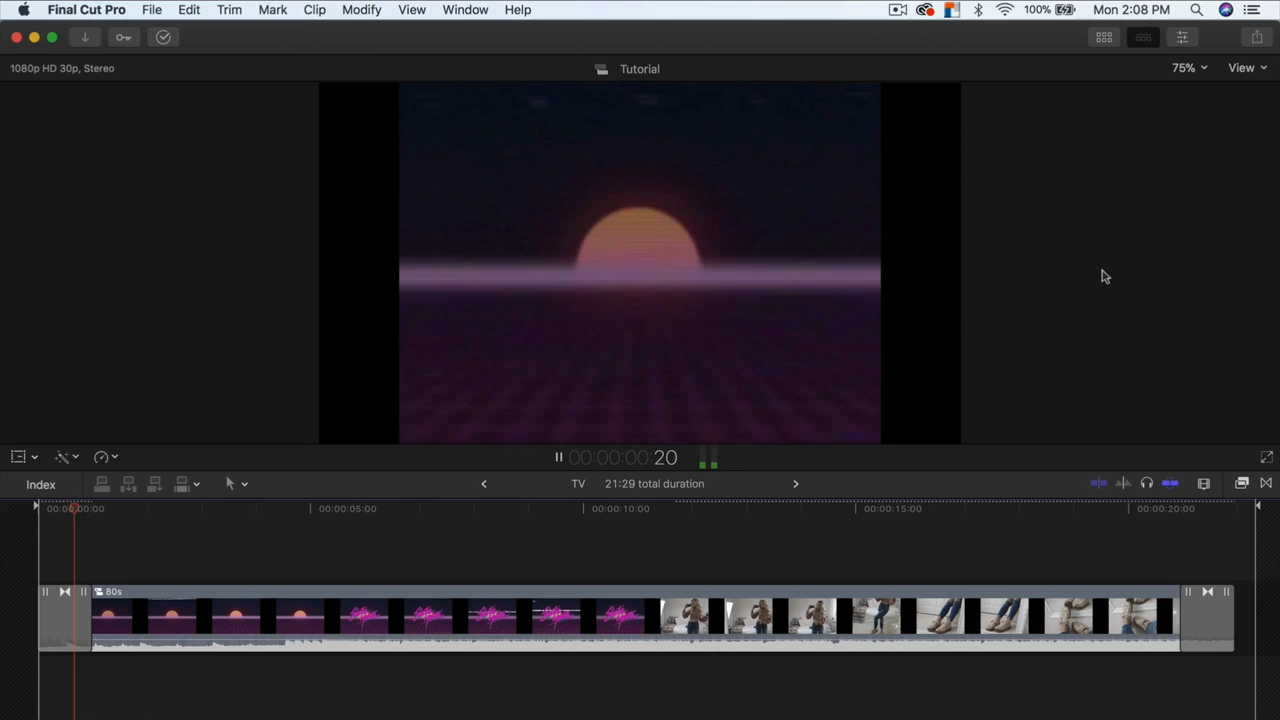 Final Cut Pro File Edit Trim Mark Clip Modify View Window Help 100% Mon 2:08 PM
1080p HD 30p, Stereo Tutorial 75% View
00:00:00:20
Index TV 21:29 total duration
00:00:00:00 00:00:05:00 00:00:10:00 00:00:15:00 00:00:20:00
80s